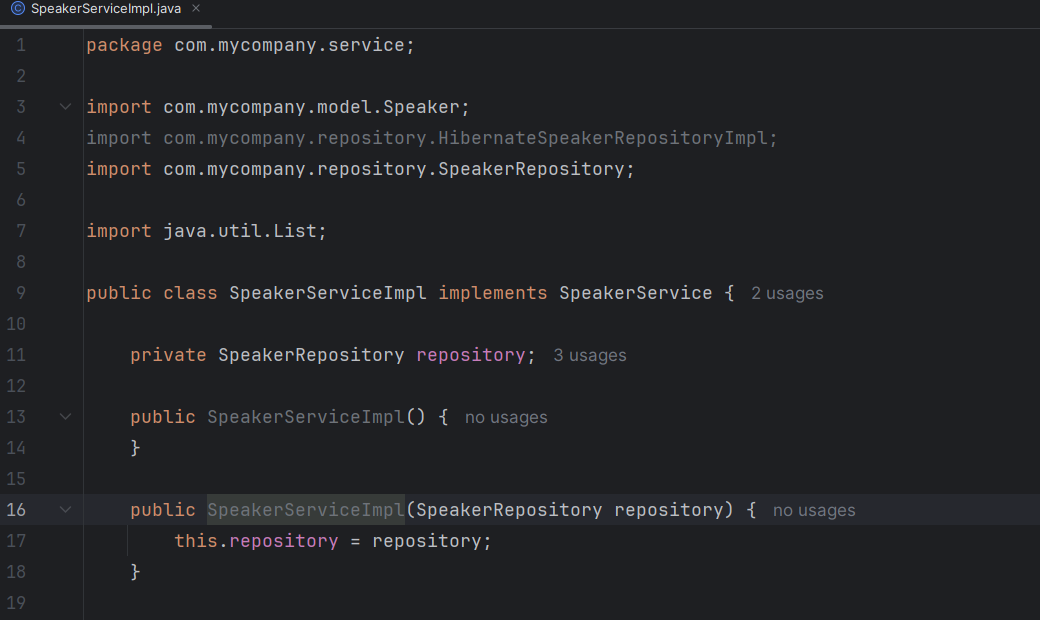 SpeakerServiceImpl.java ×
1 package com.mycompany.service;
2
3 import com.mycompany.model.Speaker;
4 import com.mycompany.repository.HibernateSpeakerRepositoryImpl;
5 import com.mycompany.repository.SpeakerRepository;
6
7 import java.util.List;
8
9 public class SpeakerServiceImpl implements SpeakerService { 2 usages
10
11     private SpeakerRepository repository; 3 usages
12
13     public SpeakerServiceImpl() { no usages
14     }
15
16     public SpeakerServiceImpl(SpeakerRepository repository) { no usages
17         this.repository = repository;
18     }
19